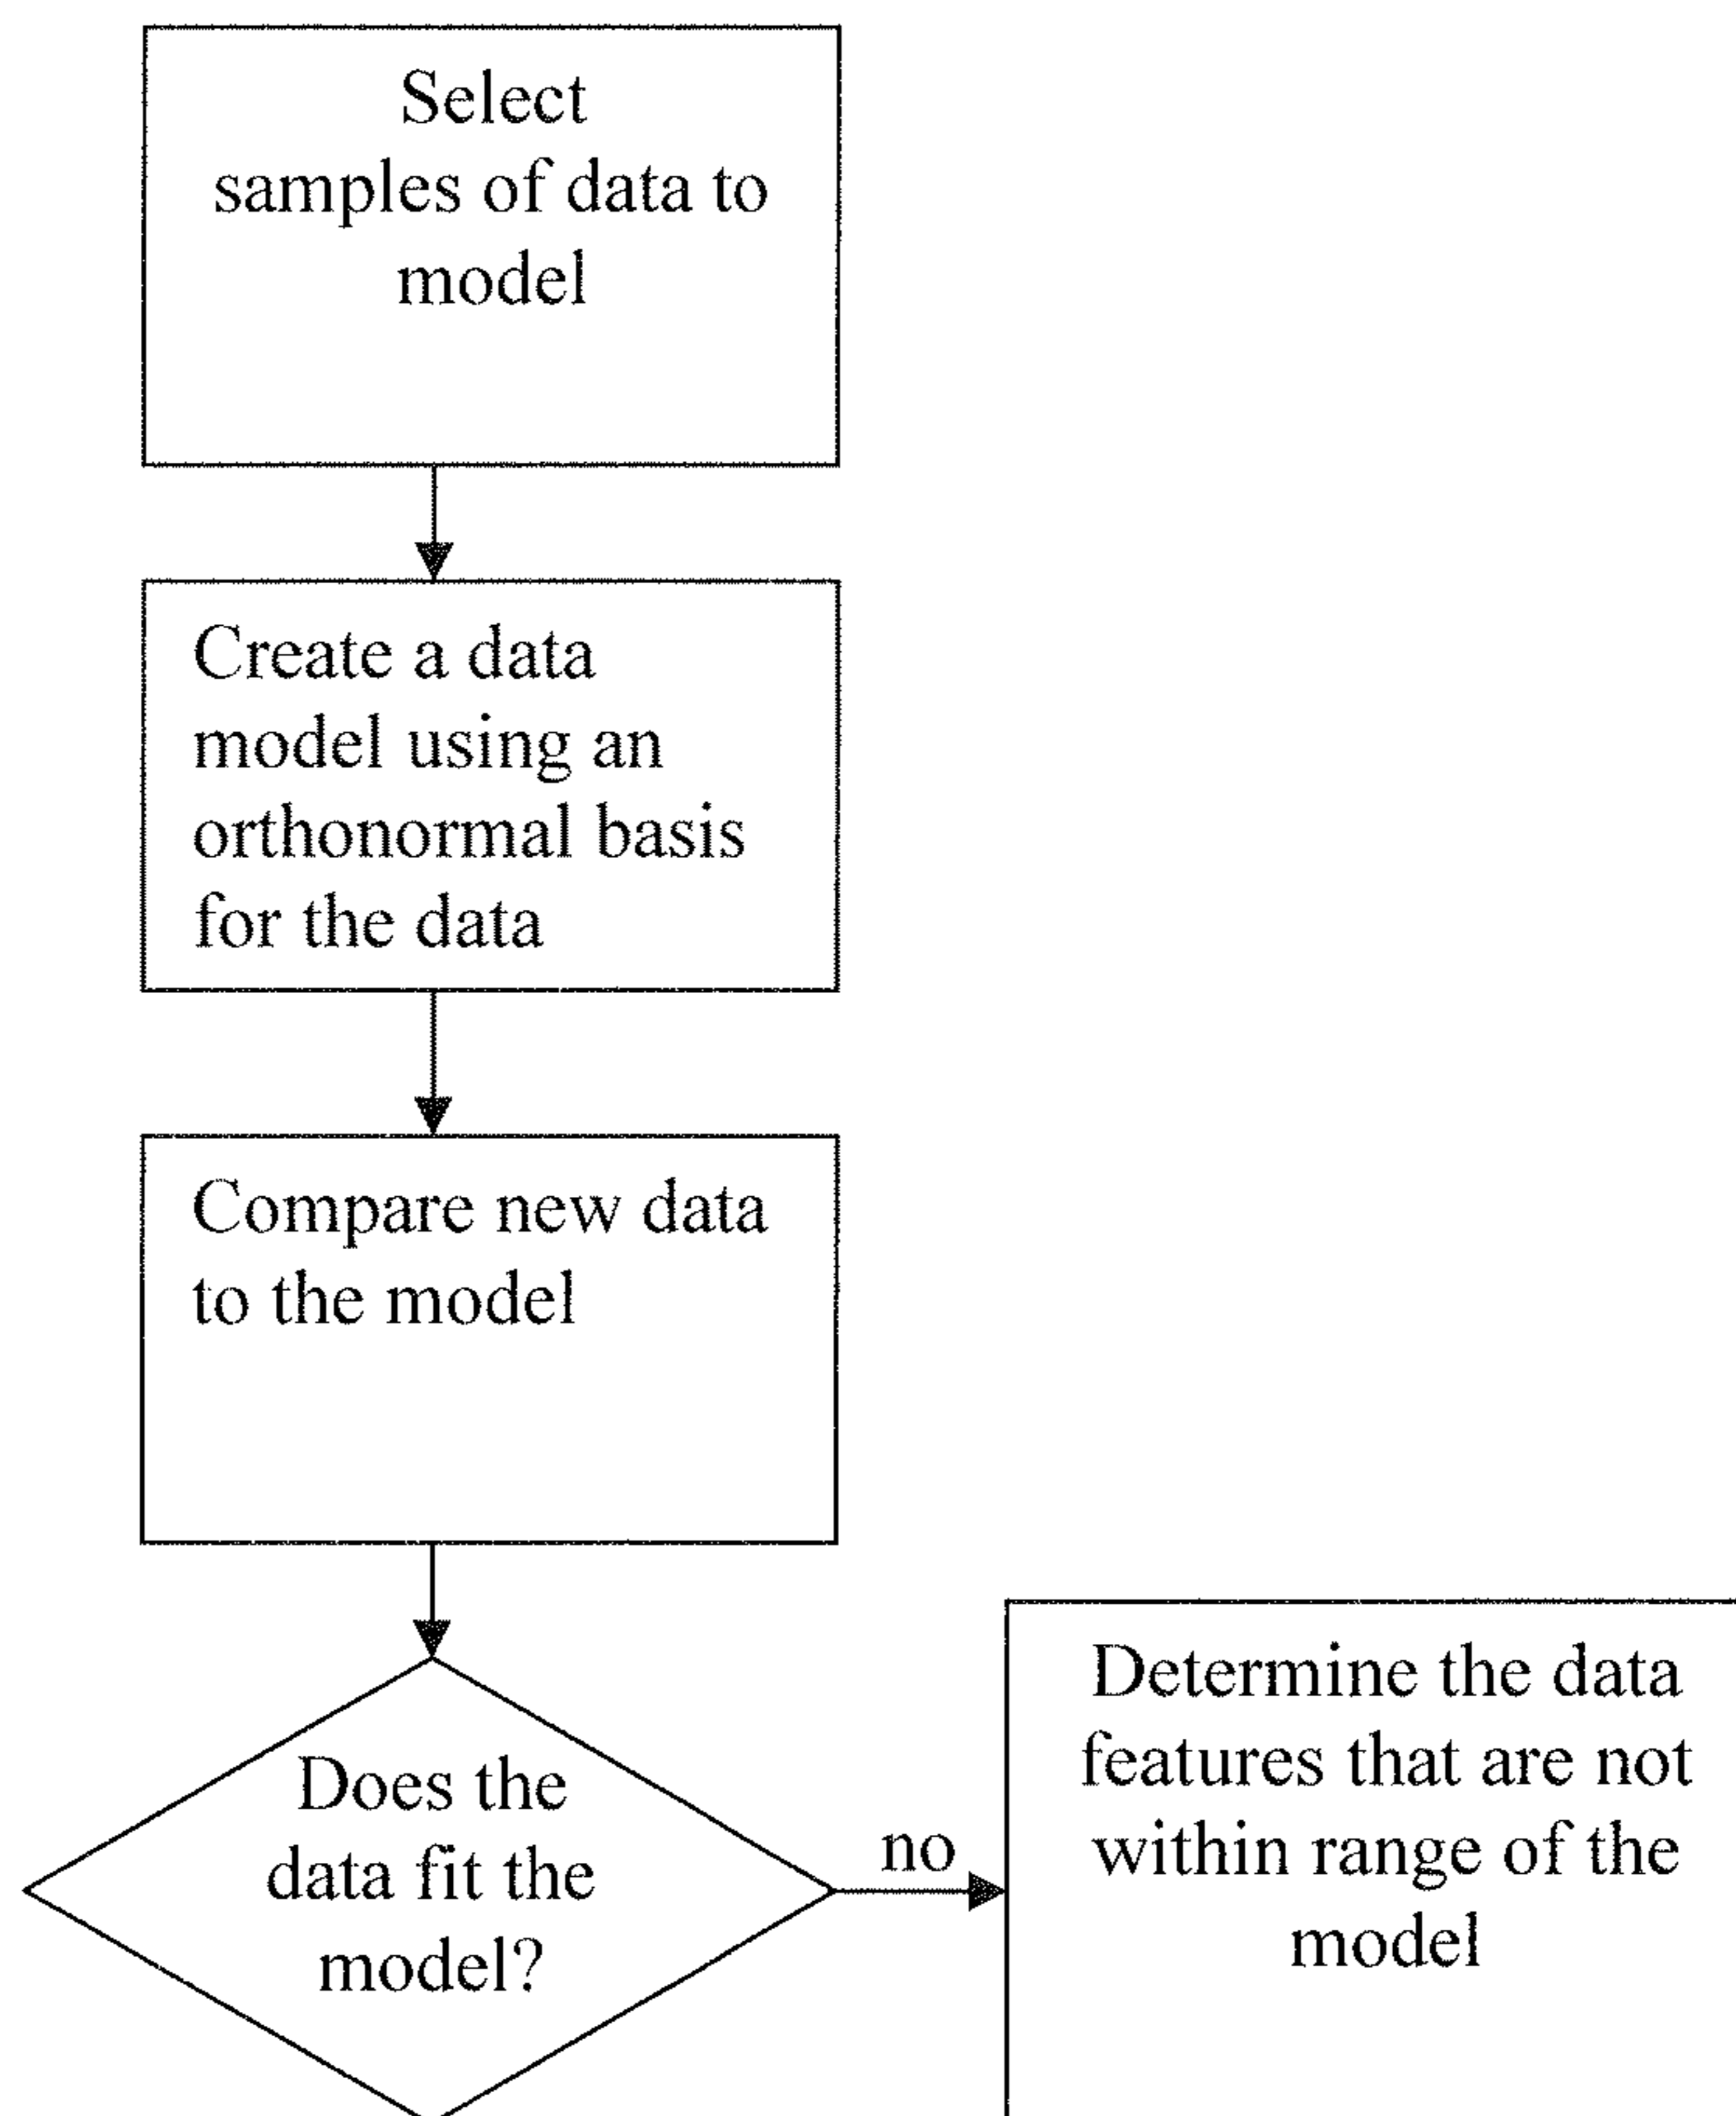 Select
samples of data to
model
Create a data
model using an
orthonormal basis
for the data
Compare new data
to the model
Does the
data fit the
model?
no
Determine the data
features that are not
within range of the
model